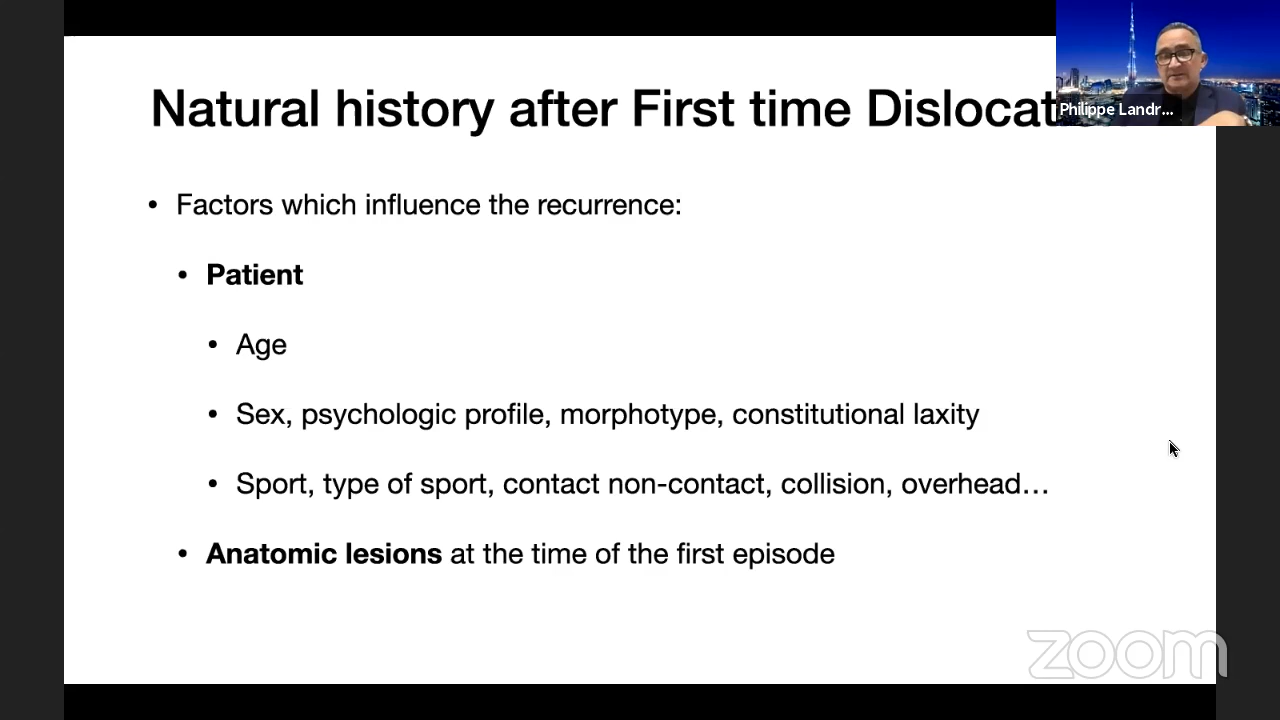 Natural history after First time Dislocat
Philippe Landr...
• Factors which influence the recurrence:
• Patient
• Age
• Sex, psychologic profile, morphotype, constitutional laxity
• Sport, type of sport, contact non-contact, collision, overhead…
• Anatomic lesions at the time of the first episode
zoom